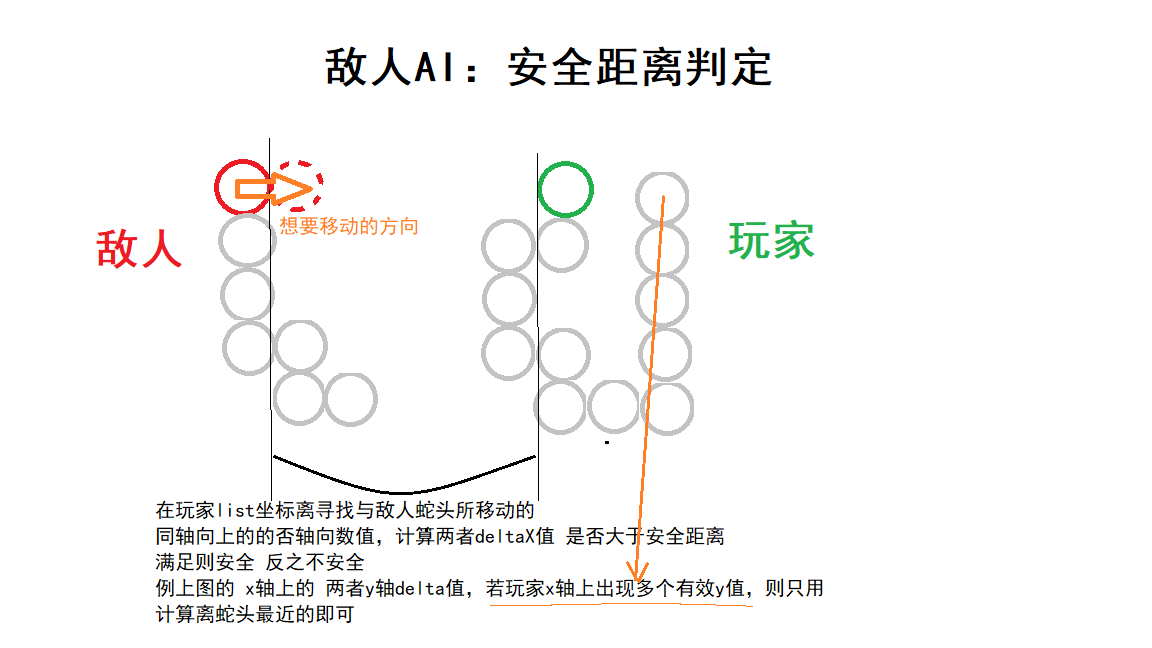 敌人AI：安全距离判定
想要移动的方向
敌人
玩家
在玩家list坐标离寻找与敌人蛇头所移动的
同轴向上的的否轴向数值，计算两者deltaX值 是否大于安全距离
满足则安全 反之不安全
例上图的 x轴上的 两者y轴delta值，若玩家x轴上出现多个有效y值，则只用
计算离蛇头最近的即可